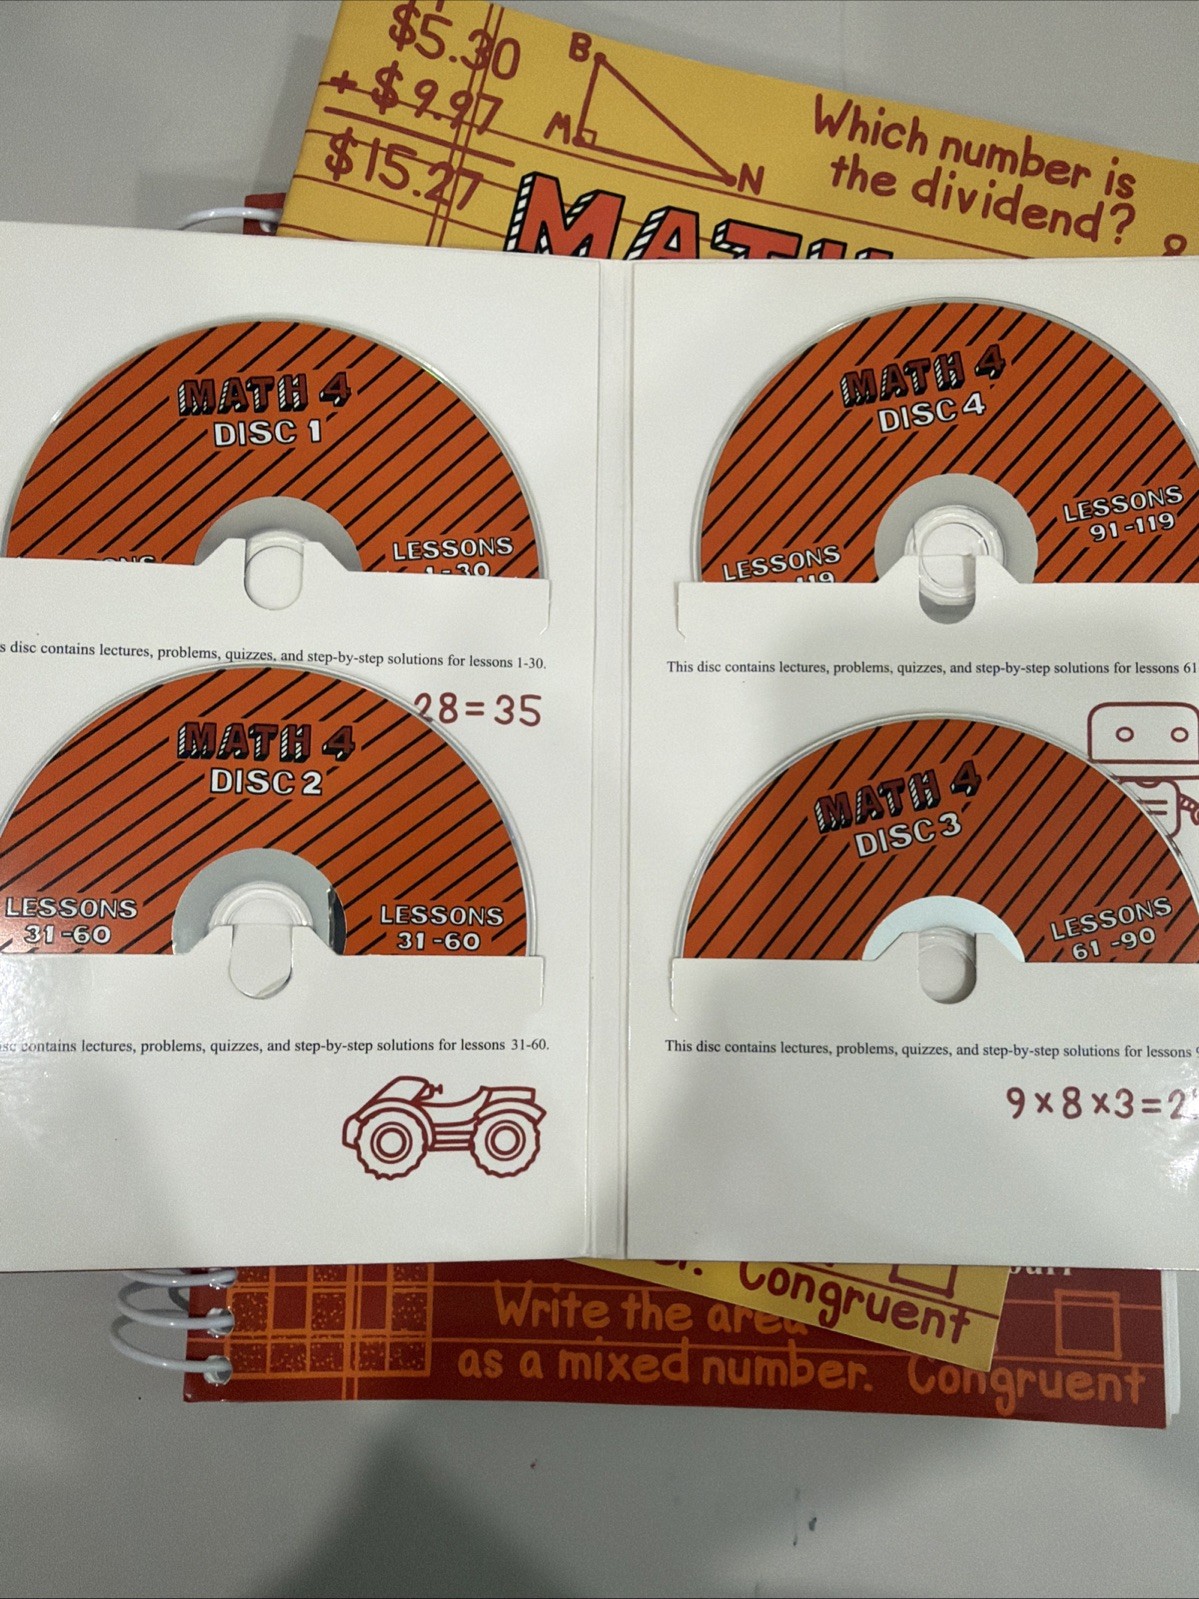 $5.30
+ $9.97
$15.27
B
M
N
Which number is
the dividend?
MATH
MATH 4
DISC 1
LESSONS
1-30
s disc contains lectures, problems, quizzes, and step-by-step solutions for lessons 1-30.
28=35
MATH 4
DISC 2
LESSONS
31-60
LESSONS
31-60
contains lectures, problems, quizzes, and step-by-step solutions for lessons 31-60.
MATH 4
DISC 4
LESSONS
91-119
LESSONS
119
This disc contains lectures, problems, quizzes, and step-by-step solutions for lessons 61
MATH 4
DISC 3
LESSONS
61-90
This disc contains lectures, problems, quizzes, and step-by-step solutions for lessons
9×8×3=2
Congruent
Write the area
as a mixed number. Congruent